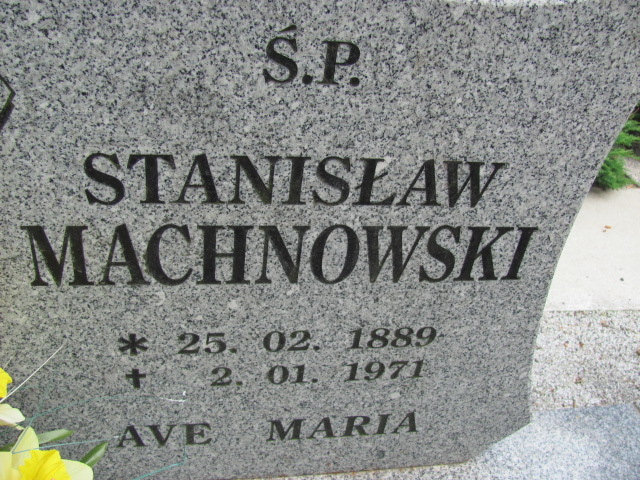 Ś.P.
STANISŁAW
MACHNOWSKI
* 25. 02. 1889
✝ 2. 01. 1971
AVE MARIA